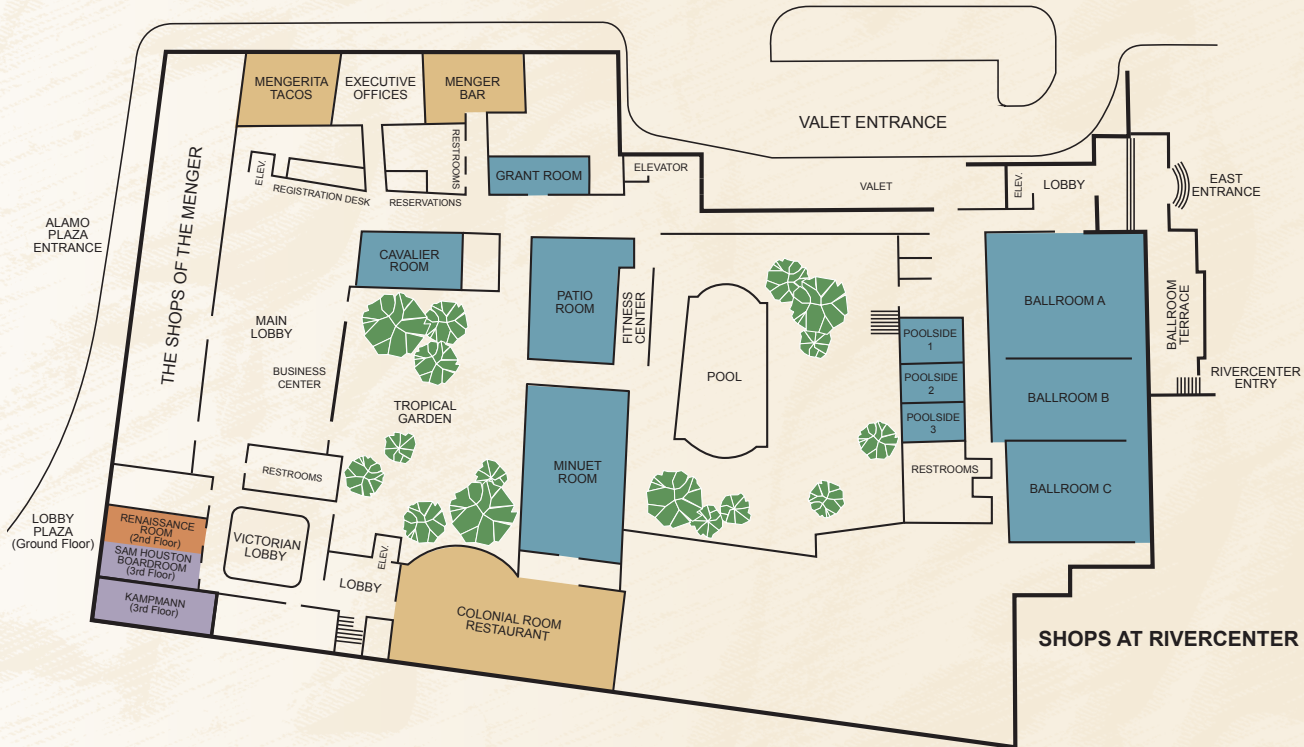 MENGERITA
TACOS
EXECUTIVE
OFFICES
MENGER
BAR
VALET ENTRANCE
THE SHOPS OF THE MENGER
ELEV.
REGISTRATION DESK
RESTROOMS
RESERVATIONS
GRANT ROOM
ELEVATOR
VALET
ELEV.
LOBBY
EAST
ENTRANCE
ALAMO
PLAZA
ENTRANCE
CAVALIER
ROOM
PATIO
ROOM
FITNESS
CENTER
MAIN
LOBBY
BUSINESS
CENTER
TROPICAL
GARDEN
POOL
POOLSIDE
1
POOLSIDE
2
POOLSIDE
3
RESTROOMS
BALLROOM A
BALLROOM B
BALLROOM C
BALLROOM
TERRACE
RIVERCENTER
ENTRY
RESTROOMS
MINUET
ROOM
LOBBY
PLAZA
(Ground Floor)
RENAISSANCE
ROOM
(2nd Floor)
SAM HOUSTON
BOARDROOM
(3rd Floor)
KAMPMANN
(3rd Floor)
VICTORIAN
LOBBY
ELEV.
LOBBY
COLONIAL ROOM
RESTAURANT
SHOPS AT RIVERCENTER